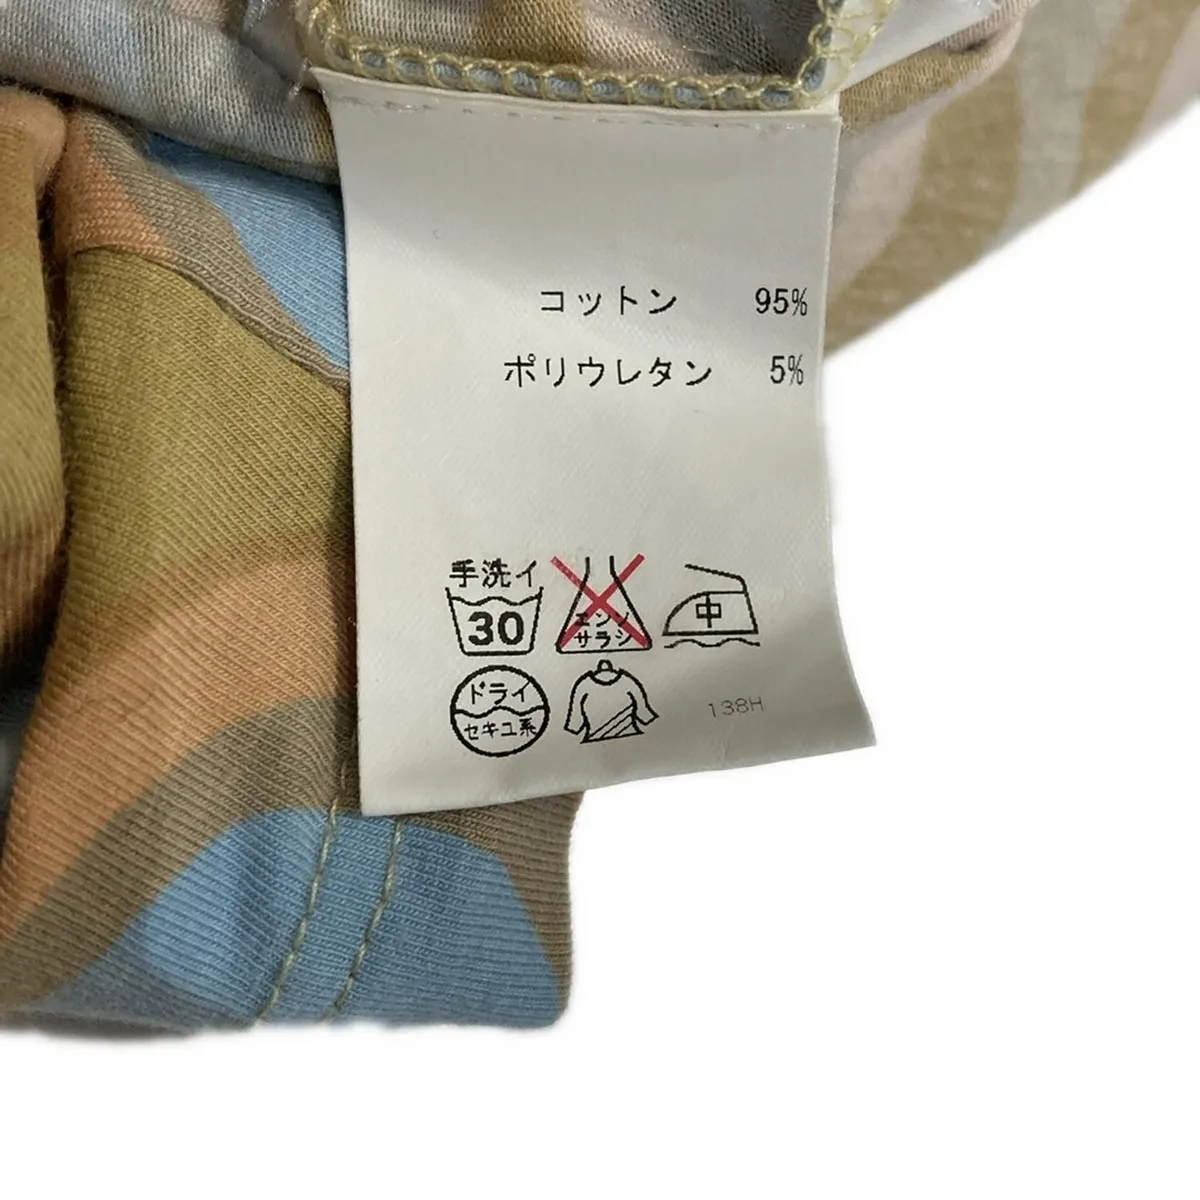 コットン 95%
ポリウレタン 5%
手洗イ
30
エンソ
サラシ
中
ドライ
セキユ系
138H